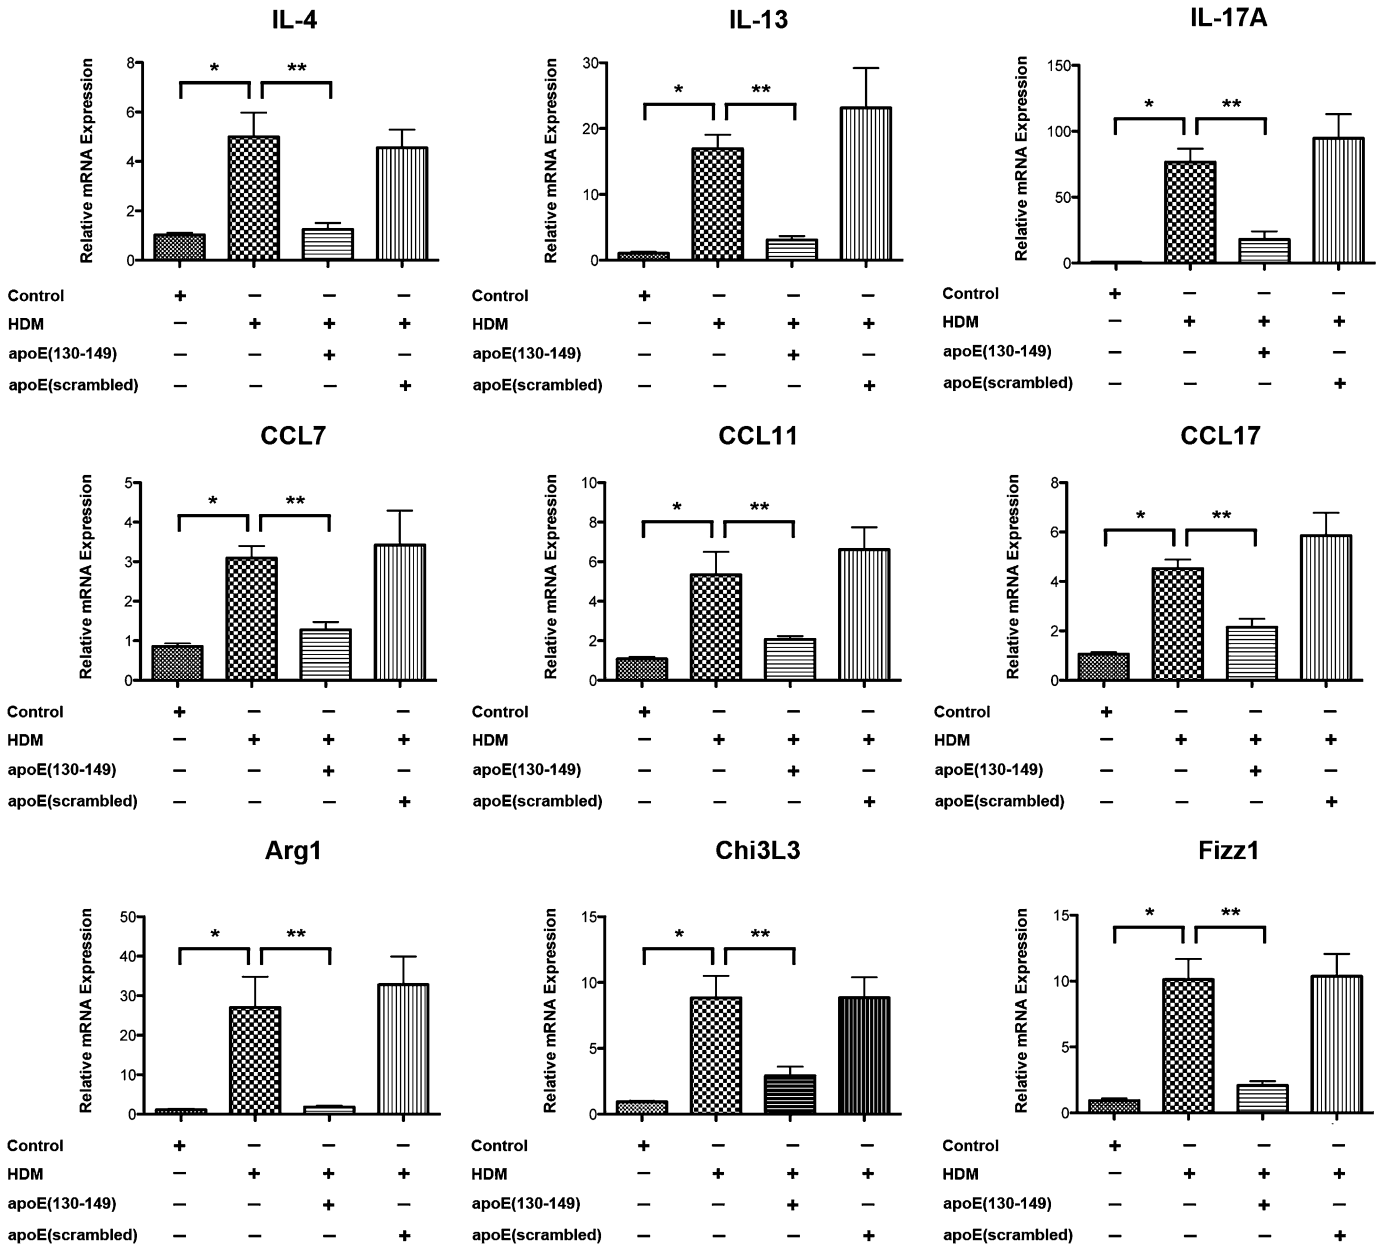 IL-4 IL-13 IL-17A
Relative mRNA Expression
8
6
4
2
0
* **
Control + − − −
HDM − + + +
apoE(130-149) − − + −
apoE(scrambled) − − − +
Relative mRNA Expression
30
20
10
0
* **
Control + − − −
HDM − + + +
apoE(130-149) − − + −
apoE(scrambled) − − − +
Relative mRNA Expression
150
100
50
0
* **
Control + − − −
HDM − + + +
apoE(130-149) − − + −
apoE(scrambled) − − − +
CCL7 CCL11 CCL17
Relative mRNA Expression
5
4
3
2
1
0
* **
Control + − − −
HDM − + + +
apoE(130-149) − − + −
apoE(scrambled) − − − +
Relative mRNA Expression
10
8
6
4
2
0
* **
Control + − − −
HDM − + + +
apoE(130-149) − − + −
apoE(scrambled) − − − +
Relative mRNA Expression
8
6
4
2
0
* **
Control + − − −
HDM − + + +
apoE(130-149) − − + −
apoE(scrambled) − − − +
Arg1 Chi3L3 Fizz1
Relative mRNA Expression
50
40
30
20
10
0
* **
Control + − − −
HDM − + + +
apoE(130-149) − − + −
apoE(scrambled) − − − +
Relative mRNA Expression
15
10
5
0
* **
Control + − − −
HDM − + + +
apoE(130-149) − − + −
apoE(scrambled) − − − +
Relative mRNA Expression
15
10
5
0
* **
Control + − − −
HDM − + + +
apoE(130-149) − − + −
apoE(scrambled) − − − +